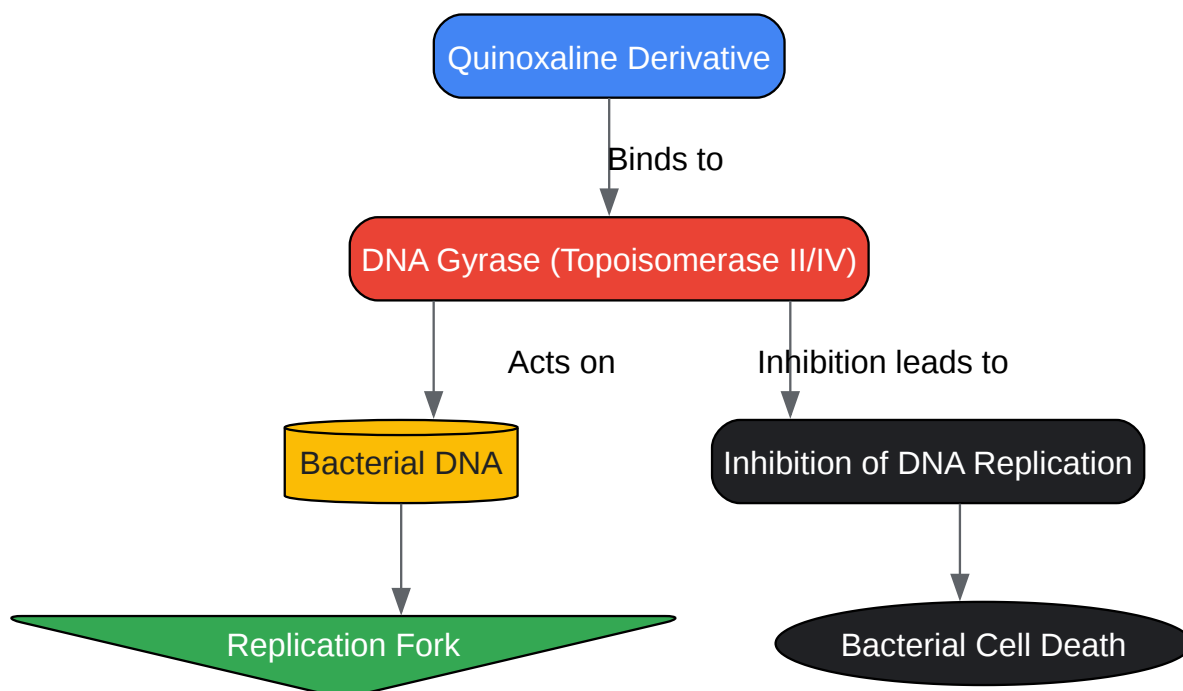 Quinoxaline Derivative
Binds to
DNA Gyrase (Topoisomerase II/IV)
Acts on
Inhibition leads to
Bacterial DNA
Inhibition of DNA Replication
Replication Fork
Bacterial Cell Death